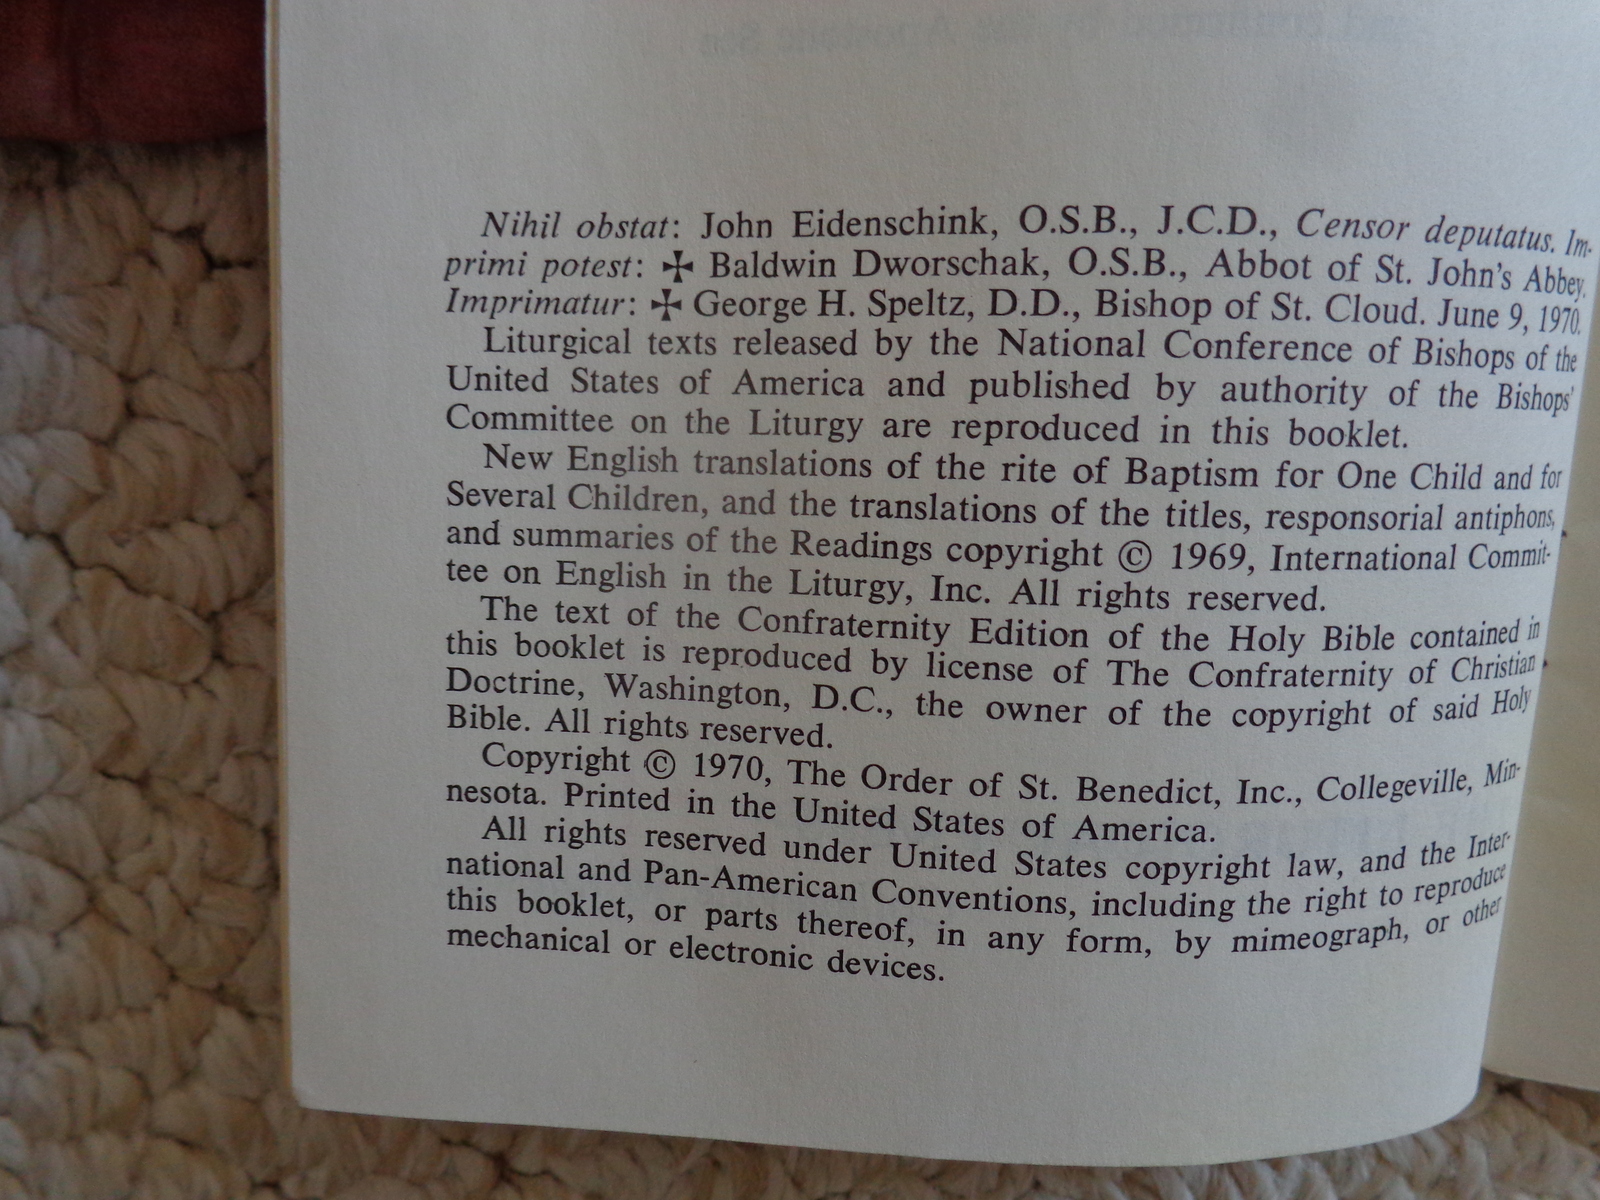 Nihil obstat: John Eidenschink, O.S.B., J.C.D., Censor deputatus. Im-
primi potest: ✠ Baldwin Dworschak, O.S.B., Abbot of St. John's Abbey.
Imprimatur: ✠ George H. Speltz, D.D., Bishop of St. Cloud. June 9, 1970.
Liturgical texts released by the National Conference of Bishops of the
United States of America and published by authority of the Bishops'
Committee on the Liturgy are reproduced in this booklet.
New English translations of the rite of Baptism for One Child and for
Several Children, and the translations of the titles, responsorial antiphons,
and summaries of the Readings copyright © 1969, International Commit-
tee on English in the Liturgy, Inc. All rights reserved.
The text of the Confraternity Edition of the Holy Bible contained in
this booklet is reproduced by license of The Confraternity of Christian
Doctrine, Washington, D.C., the owner of the copyright of said Holy
Bible. All rights reserved.
Copyright © 1970, The Order of St. Benedict, Inc., Collegeville, Min-
nesota. Printed in the United States of America.
All rights reserved under United States copyright law, and the Inter-
national and Pan-American Conventions, including the right to reproduce
this booklet, or parts thereof, in any form, by mimeograph, or other
mechanical or electronic devices.